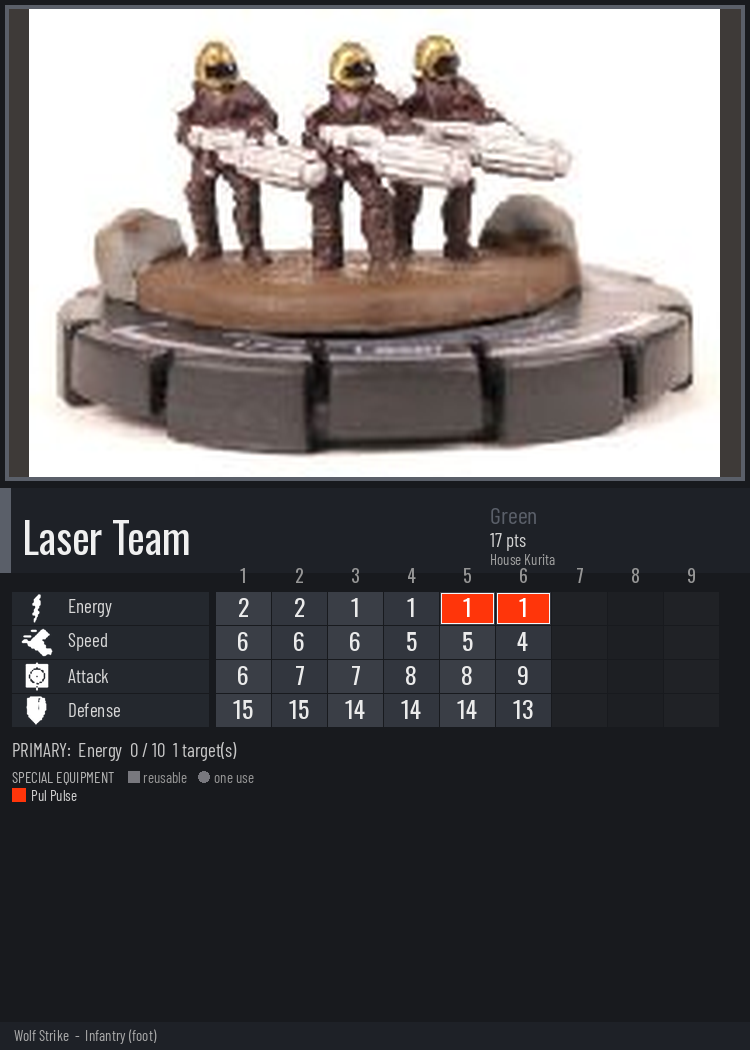 Laser Team
Green
17 pts
House Kurita
1 2 3 4 5 6 7 8 9
Energy 2 2 1 1 1 1
Speed 6 6 6 5 5 4
Attack 6 7 7 8 8 9
Defense 15 15 14 14 14 13
PRIMARY: Energy 0 / 10 1 target(s)
SPECIAL EQUIPMENT reusable one use
Pul Pulse
Wolf Strike - Infantry (foot)